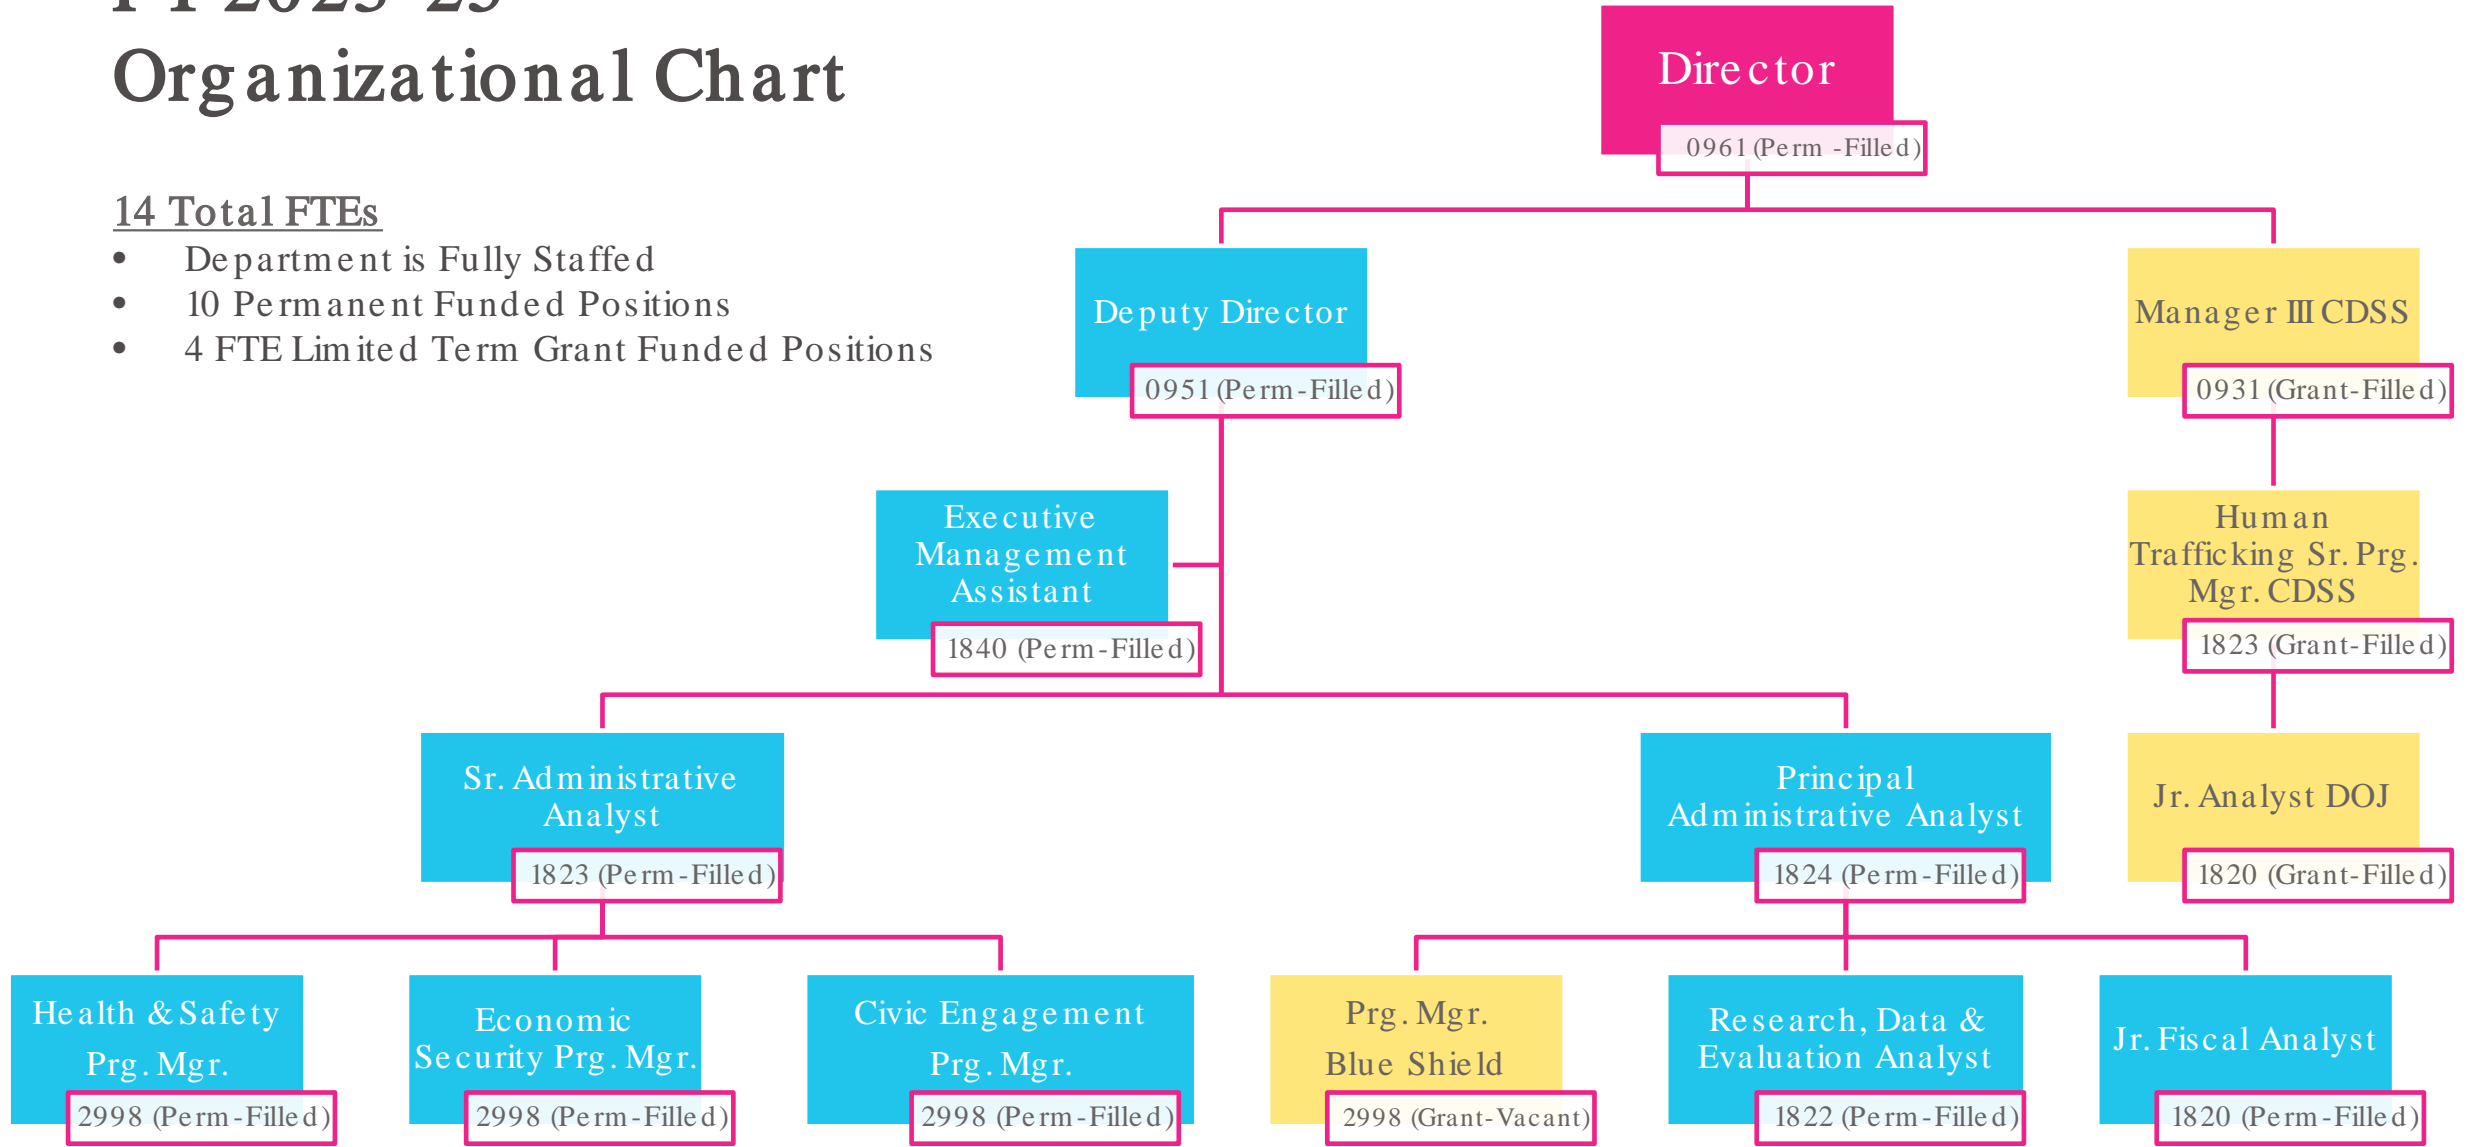 FY 2023-25
Organizational Chart
14 Total FTEs
• Department is Fully Staffed
• 10 Permanent Funded Positions
• 4 FTE Limited Term Grant Funded Positions
Director
0961 (Perm -Filled)
Deputy Director
0951 (Perm-Filled)
Manager III CDSS
0931 (Grant-Filled)
Executive
Management
Assistant
1840 (Perm-Filled)
Human
Trafficking Sr. Prg.
Mgr. CDSS
1823 (Grant-Filled)
Sr. Administrative
Analyst
1823 (Perm-Filled)
Principal
Administrative Analyst
1824 (Perm-Filled)
Jr. Analyst DOJ
1820 (Grant-Filled)
Health & Safety
Prg. Mgr.
2998 (Perm-Filled)
Economic
Security Prg. Mgr.
2998 (Perm-Filled)
Civic Engagement
Prg. Mgr.
2998 (Perm-Filled)
Prg. Mgr.
Blue Shield
2998 (Grant-Vacant)
Research, Data &
Evaluation Analyst
1822 (Perm-Filled)
Jr. Fiscal Analyst
1820 (Perm-Filled)